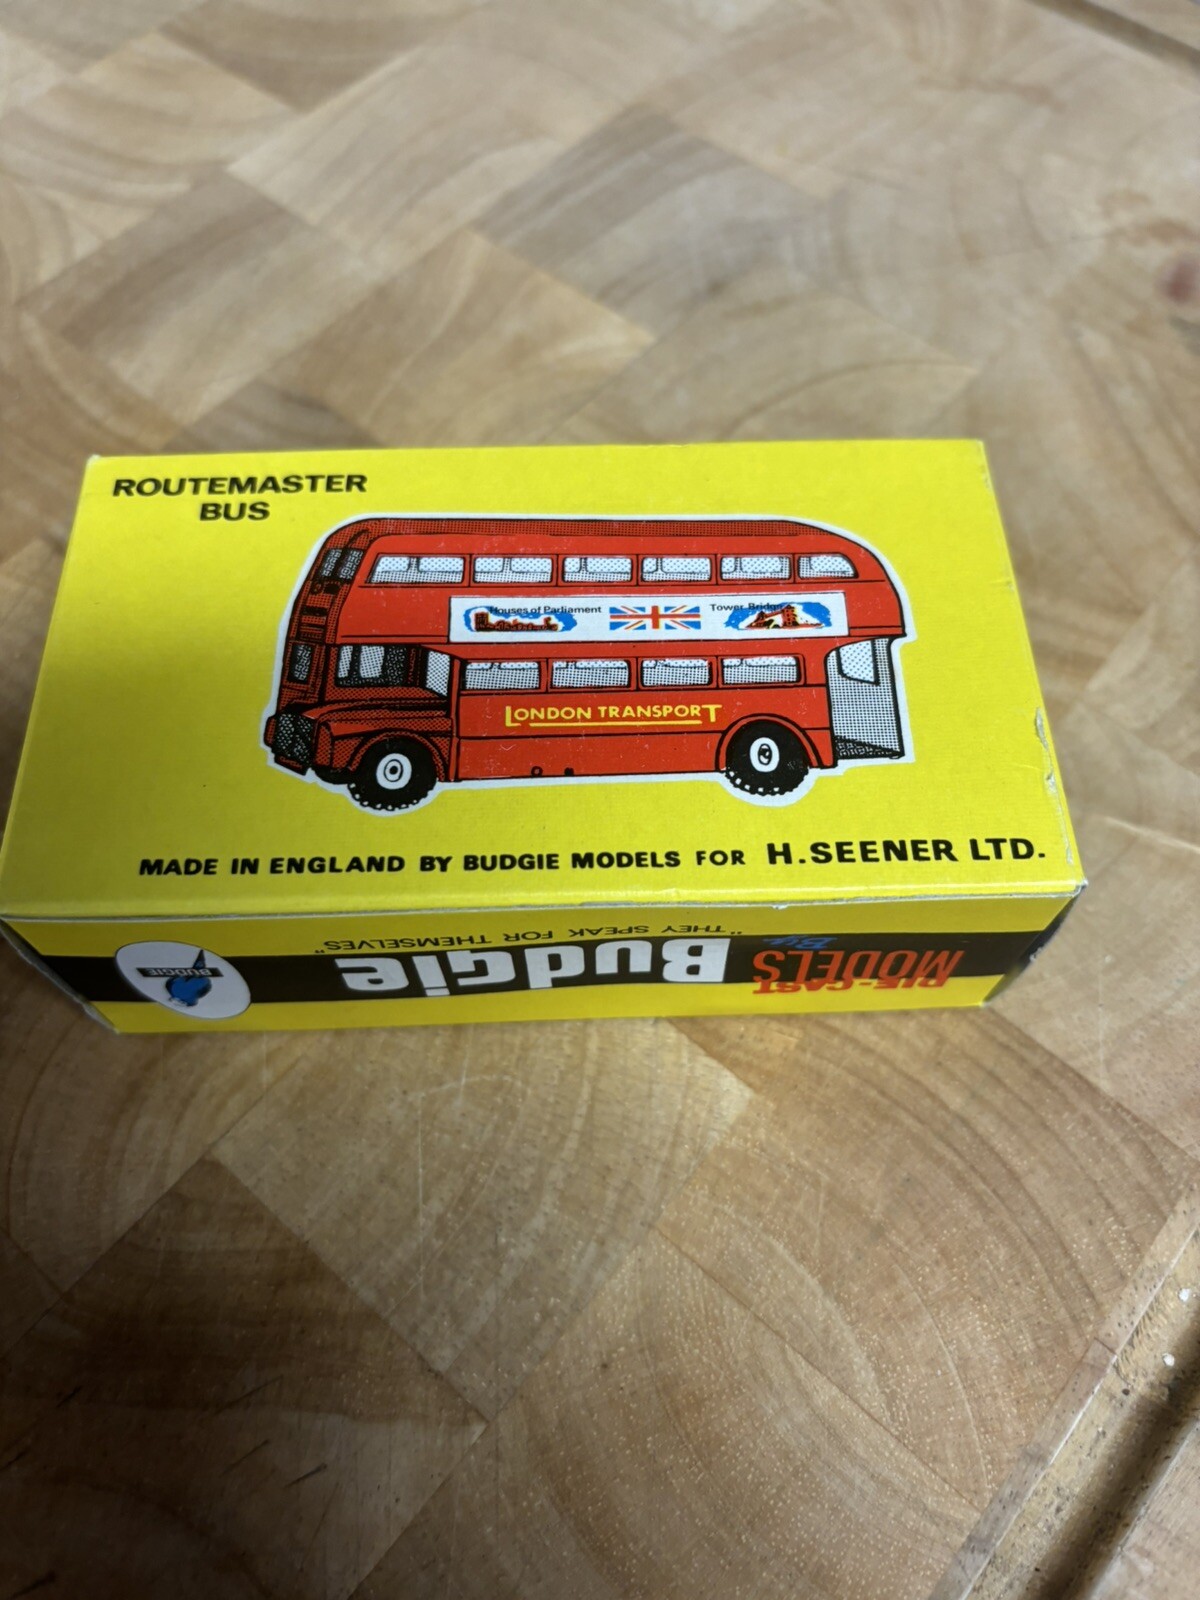 ROUTEMASTER
BUS
Houses of Parliament
Tower Bridge
LONDON TRANSPORT
MADE IN ENGLAND BY BUDGIE MODELS FOR H.SEENER LTD.
DIE-CAST
MODELS
By
Budgie
"THEY SPEAK FOR THEMSELVES"
BUDGIE